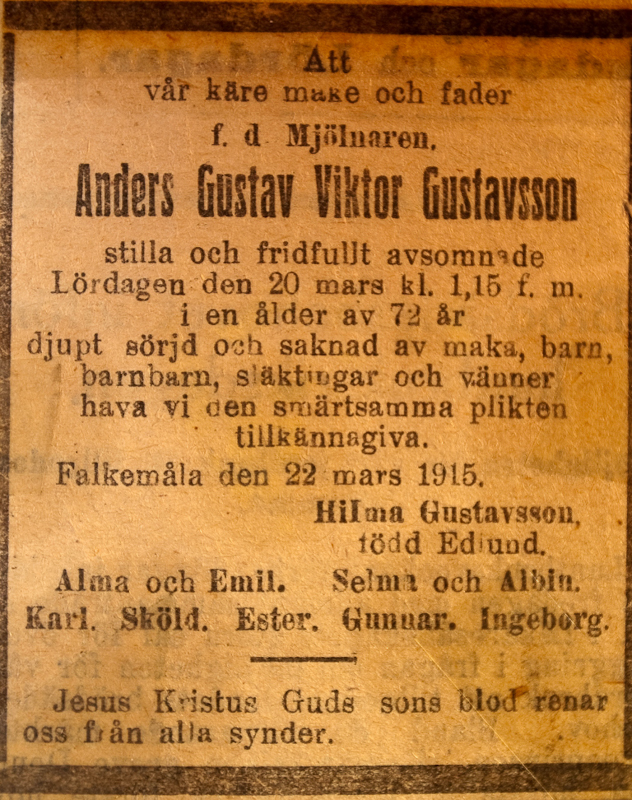 Att
vår käre make och fader
f. d Mjölnaren,
Anders Gustav Viktor Gustavsson
stilla och fridfullt avsomnade
Lördagen den 20 mars kl. 1,15 f. m.
i en ålder av 72 år
djupt sörjd och saknad av maka, barn,
barnbarn, släktingar och vänner
hava vi den smärtsamma plikten
tillkännagiva.
Falkemåla den 22 mars 1915.
Hilma Gustavsson,
född Edlund.
Alma och Emil. Selma och Albin.
Karl. Sköld. Ester. Gunnar. Ingeborg.
Jesus Kristus Guds sons blod renar
oss från alla synder.